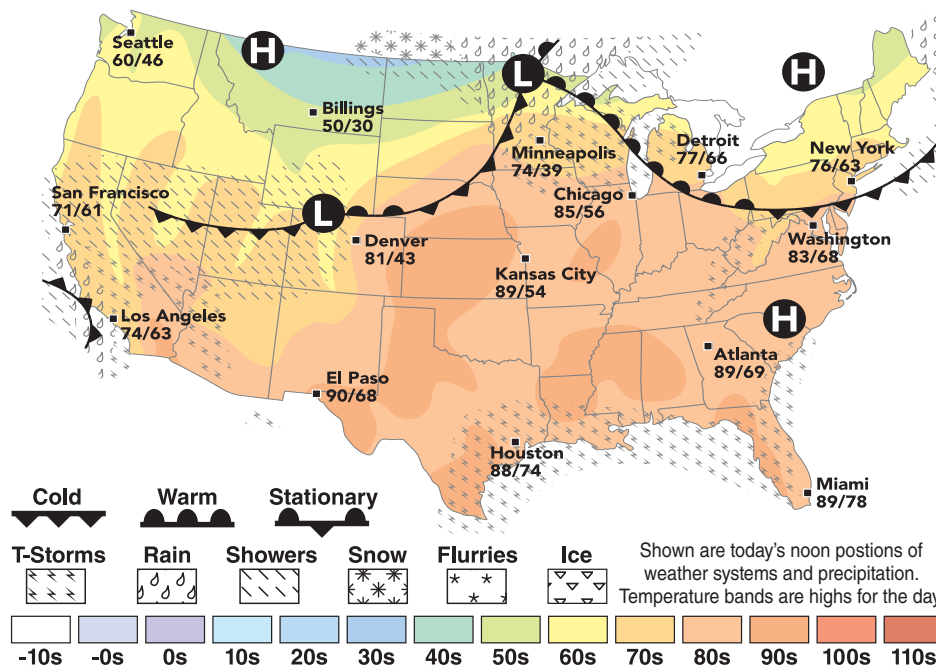 Seattle
60/46
H
L
H
Billings
50/30
Minneapolis
74/39
Detroit
77/66
New York
76/63
San Francisco
71/61
Chicago
85/56
L
Denver
81/43
Washington
83/68
Kansas City
89/54
Los Angeles
74/63
H
Atlanta
89/69
El Paso
90/68
Houston
88/74
Miami
89/78
Cold
Warm
Stationary
T-Storms
Rain
Showers
Snow
Flurries
Ice
Shown are today's noon postions of
weather systems and precipitation.
Temperature bands are highs for the day
-10s
-0s
0s
10s
20s
30s
40s
50s
60s
70s
80s
90s
100s
110s